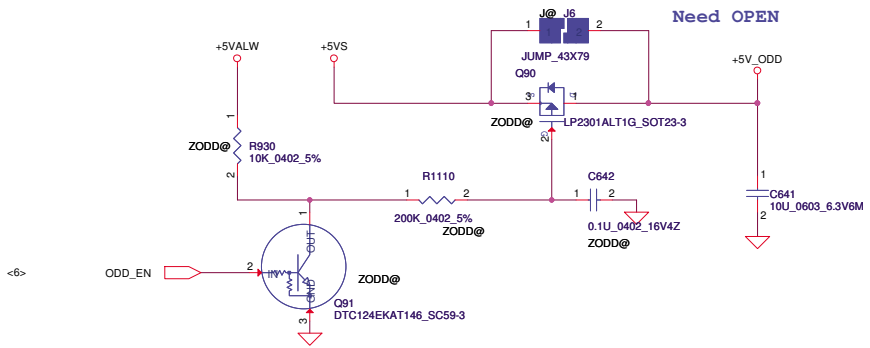 J@ J6
Need OPEN
1 1 2 2
JUMP_43X79
+5VALW +5VS +5V_ODD
Q90
3 S D 1
ZODD@ LP2301ALT1G_SOT23-3
G
2
1
ZODD@ R930
10K_0402_5%
2
R1110
1 2
200K_0402_5%
ZODD@
C642
1 2
0.1U_0402_16V4Z
ZODD@
1
C641
10U_0603_6.3V6M
2
1
OUT
<6> ODD_EN 2 IN
ZODD@
GND
Q91
DTC124EKAT146_SC59-3
3